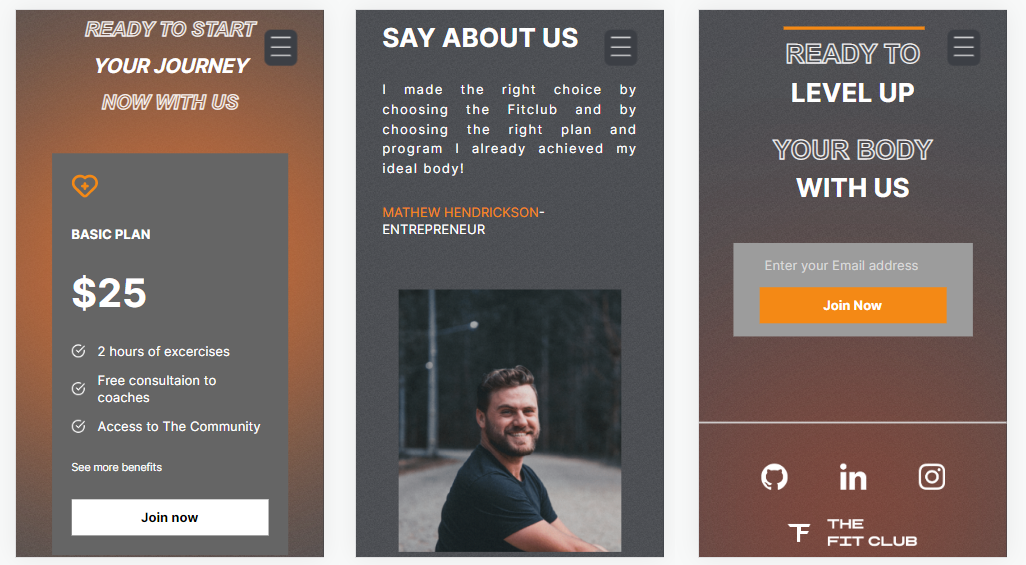 READY TO START
YOUR JOURNEY
NOW WITH US
BASIC PLAN
$25
2 hours of excercises
Free consultaion to
coaches
Access to The Community
See more benefits
Join now
SAY ABOUT US
I made the right choice by
choosing the Fitclub and by
choosing the right plan and
program I already achieved my
ideal body!
MATHEW HENDRICKSON-
ENTREPRENEUR
READY TO
LEVEL UP
YOUR BODY
WITH US
Enter your Email address
Join Now
in
THE
FIT CLUB